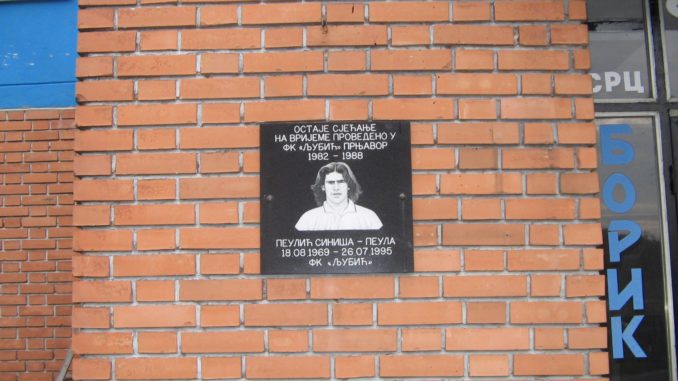 ОСТАЈЕ СЈЕЋАЊЕ
НА ВРИЈЕМЕ ПРОВЕДЕНО У
ФК «ЉУБИЋ» ПРЊАВОР
1982 - 1988
ПЕУЛИЋ СИНИША - ПЕУЛА
18.08.1969 - 26.07.1995
ФК «ЉУБИЋ»
СРЦ
БОРИК